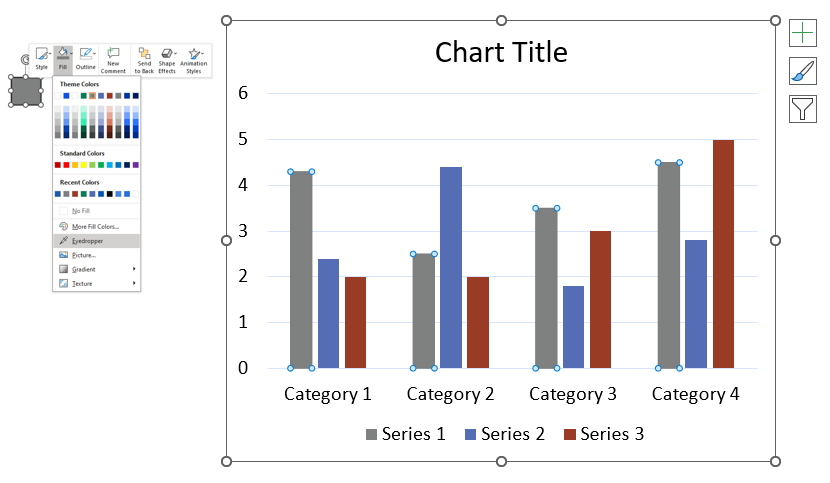 Style
Fill
Outline
New
Comment
Send
to Back
Shape
Effects
Animation
Styles
Theme Colors
Standard Colors
Recent Colors
No Fill
More Fill Colors...
Eyedropper
Picture...
Gradient
Texture
Chart Title
6
5
4
3
2
1
0
Category 1 Category 2 Category 3 Category 4
Series 1 Series 2 Series 3